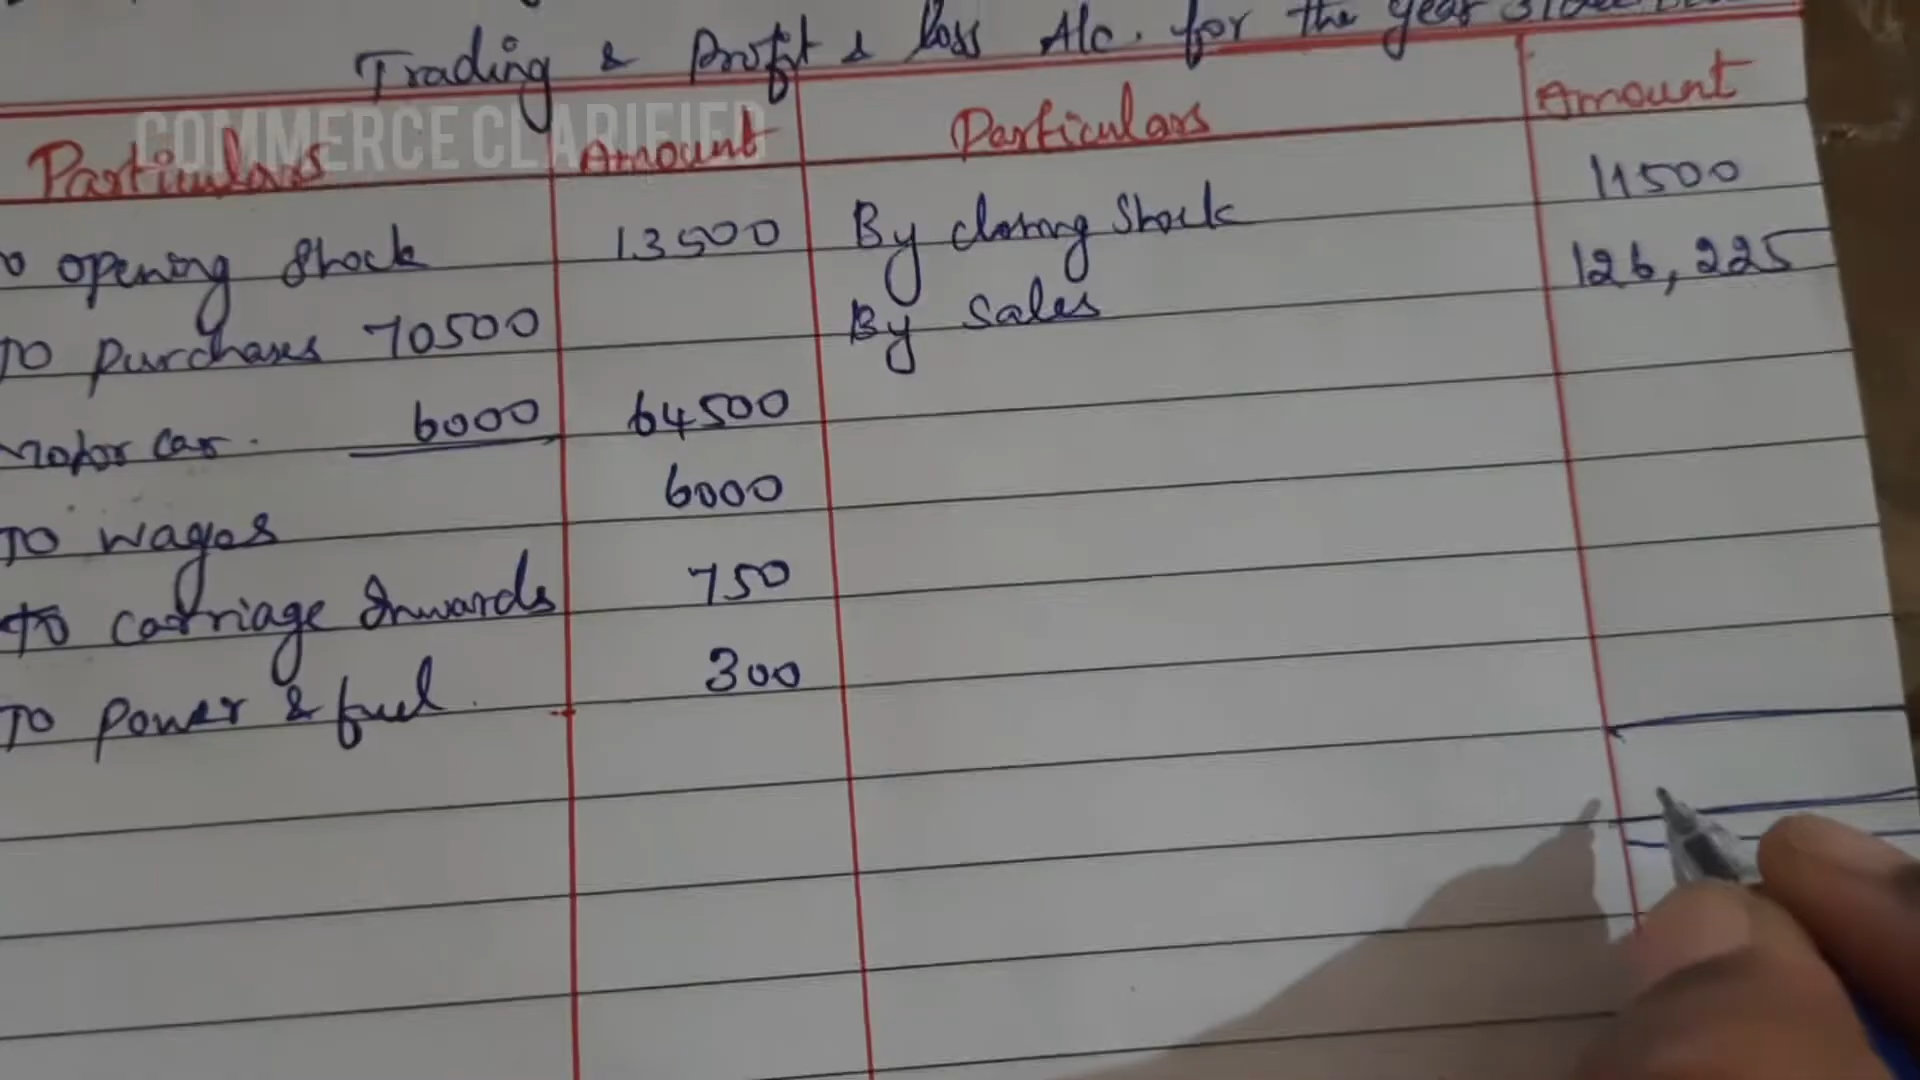 Trading & Profit & Loss A/c. for the year
COMMERCE CLARIFIED
Particulars Amount Particulars Amount
To opening Stock 13500 By closing Stock 11500
To purchases 70500 By Sales 126,225
Motor car. 6000 64500
To wages 6000
To carriage Inwards 750
To Power & fuel. 300